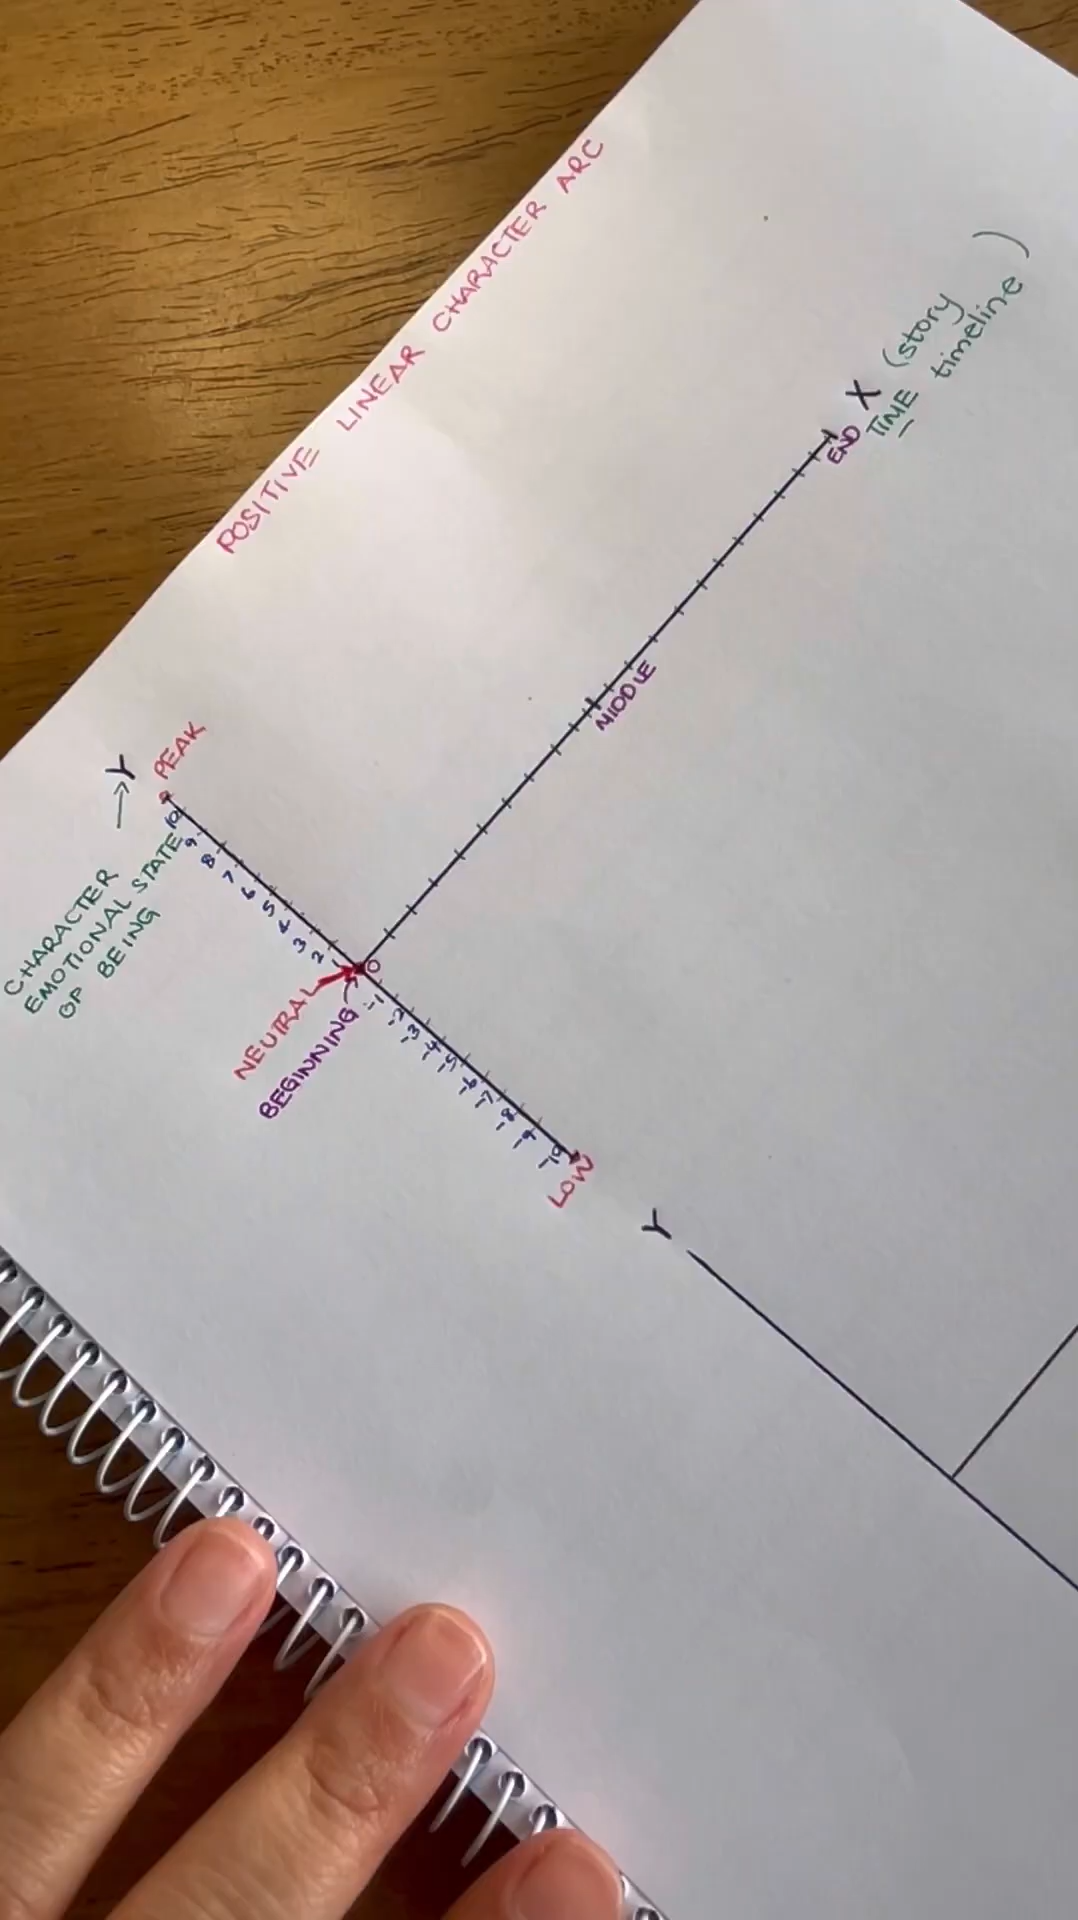 POSITIVE LINEAR CHARACTER ARC
Y
PEAK
CHARACTER
EMOTIONAL STATE
OF BEING
10
9
8
7
6
5
4
3
2
1
0
NEUTRAL
BEGINNING
-1
-2
-3
-4
-5
-6
-7
-8
-9
-10
LOW
MIDDLE
END
X
TIME (story
timeline)
Y